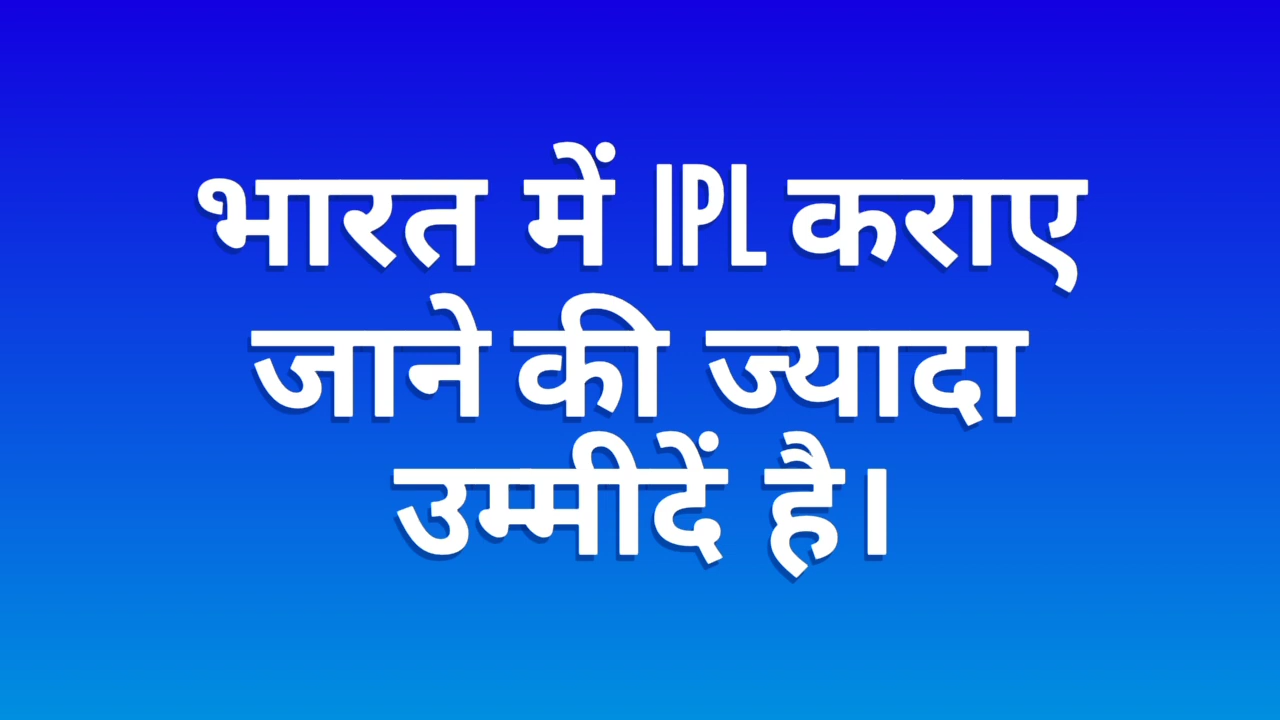 भारत में IPL कराए
जाने की ज्यादा
उम्मीदें है।